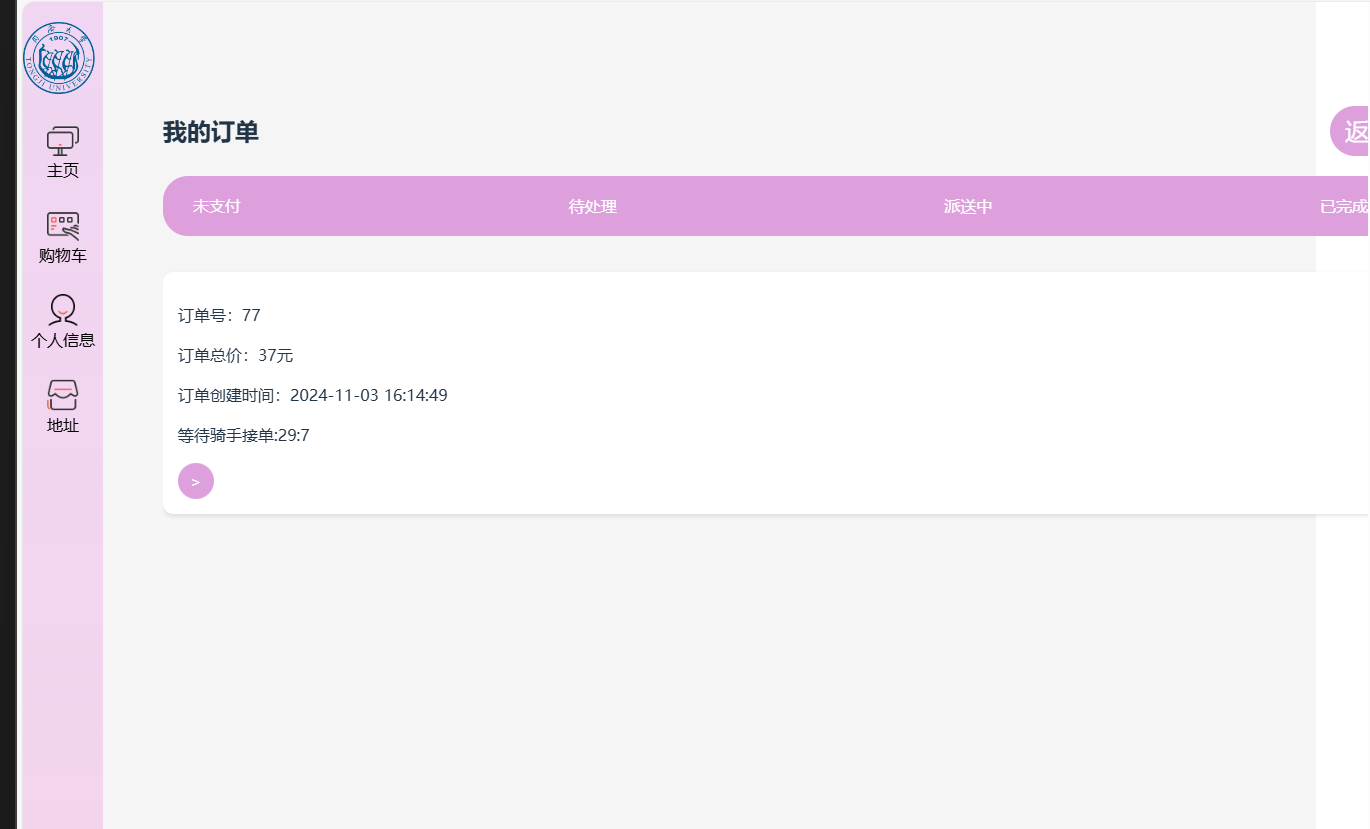 1907
TONGJI UNIVERSITY
主页
购物车
个人信息
地址
我的订单
返
未支付
待处理
派送中
已完成
订单号：77
订单总价：37元
订单创建时间：2024-11-03 16:14:49
等待骑手接单:29:7
>